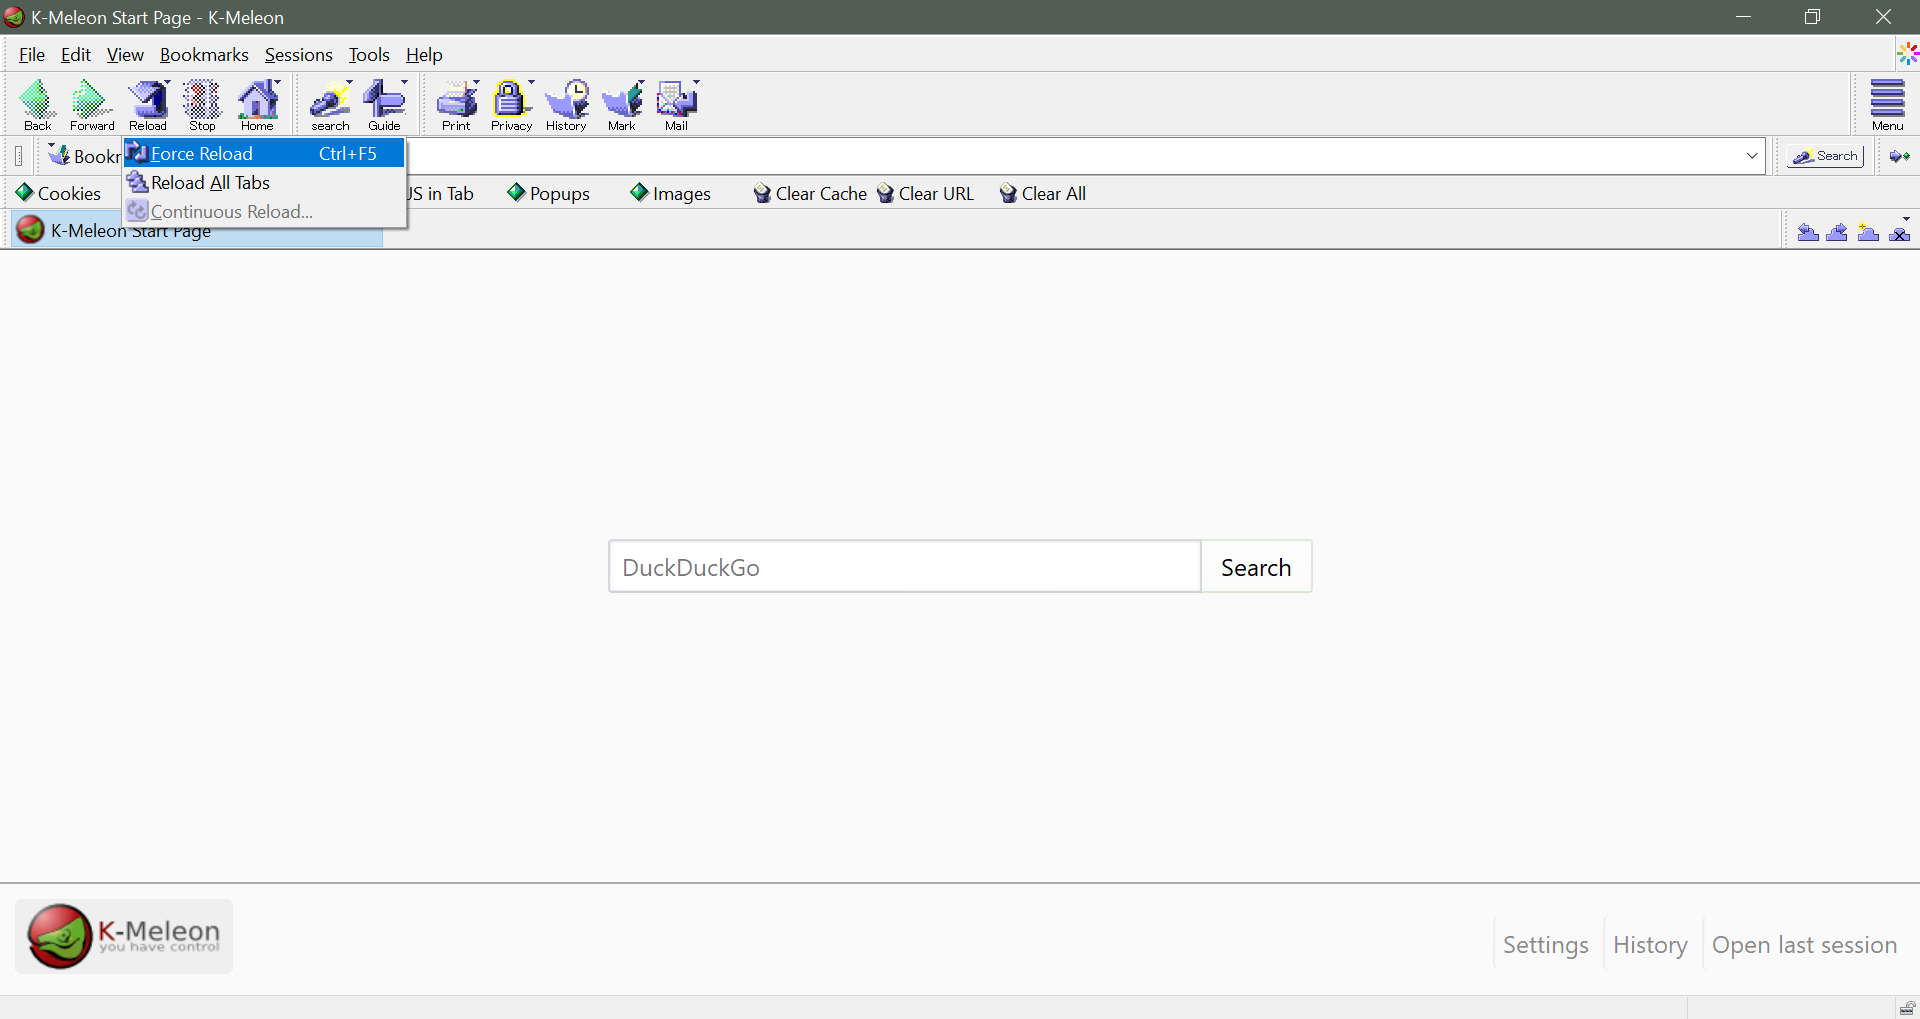 K-Meleon Start Page - K-Meleon
File Edit View Bookmarks Sessions Tools Help
Back Forward Reload Stop Home search Guide Print Privacy History Mark Mail Menu
Bookr
Force Reload Ctrl+F5
Search
Reload All Tabs
Continuous Reload...
Cookies JS in Tab Popups Images Clear Cache Clear URL Clear All
K-Meleon Start Page
DuckDuckGo Search
K-Meleon
you have control
Settings History Open last session